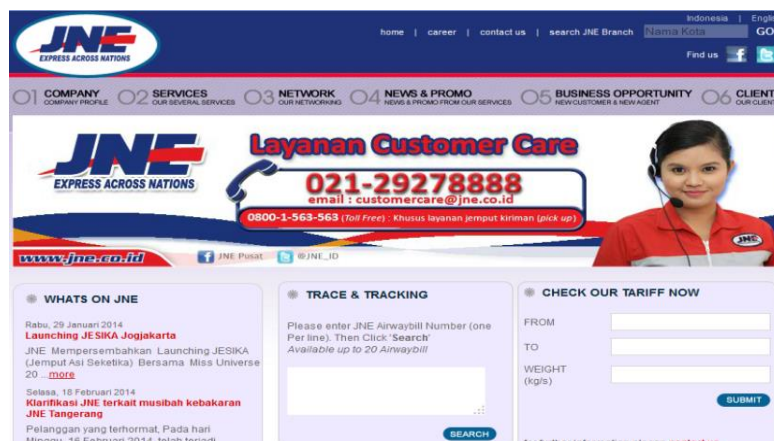 Indonesia | Engli
JNE
EXPRESS ACROSS NATIONS
home | career | contact us | search JNE Branch Nama Kota GO
Find us
O1 COMPANY
COMPANY PROFILE
O2 SERVICES
OUR SEVERAL SERVICES
O3 NETWORK
OUR NETWORKING
O4 NEWS & PROMO
NEWS & PROMO FROM OUR SERVICES
O5 BUSINESS OPPORTUNITY
NEW CUSTOMER & NEW AGENT
O6 CLIENT
OUR CLIENT
JNE
EXPRESS ACROSS NATIONS
Layanan Customer Care
021-29278888
email : customercare@jne.co.id
0800-1-563-563 (Toll Free) : Khusus layanan jemput kiriman (pick up)
JNE
www.jne.co.id
JNE Pusat @JNE_ID
WHATS ON JNE
Rabu, 29 Januari 2014
Launching JESIKA Jogjakarta
JNE Mempersembahkan Launching JESIKA
(Jemput Asi Seketika) Bersama Miss Universe
20 ...more
Selasa, 18 Februari 2014
Klarifikasi JNE terkait musibah kebakaran
JNE Tangerang
Pelanggan yang terhormat, Pada hari
Minggu, 16 Februari 2014, telah terjadi
TRACE & TRACKING
Please enter JNE Airwaybill Number (one
Per line). Then Click 'Search'
Available up to 20 Airwaybill
SEARCH
CHECK OUR TARIFF NOW
FROM
TO
WEIGHT
(kg/s)
SUBMIT